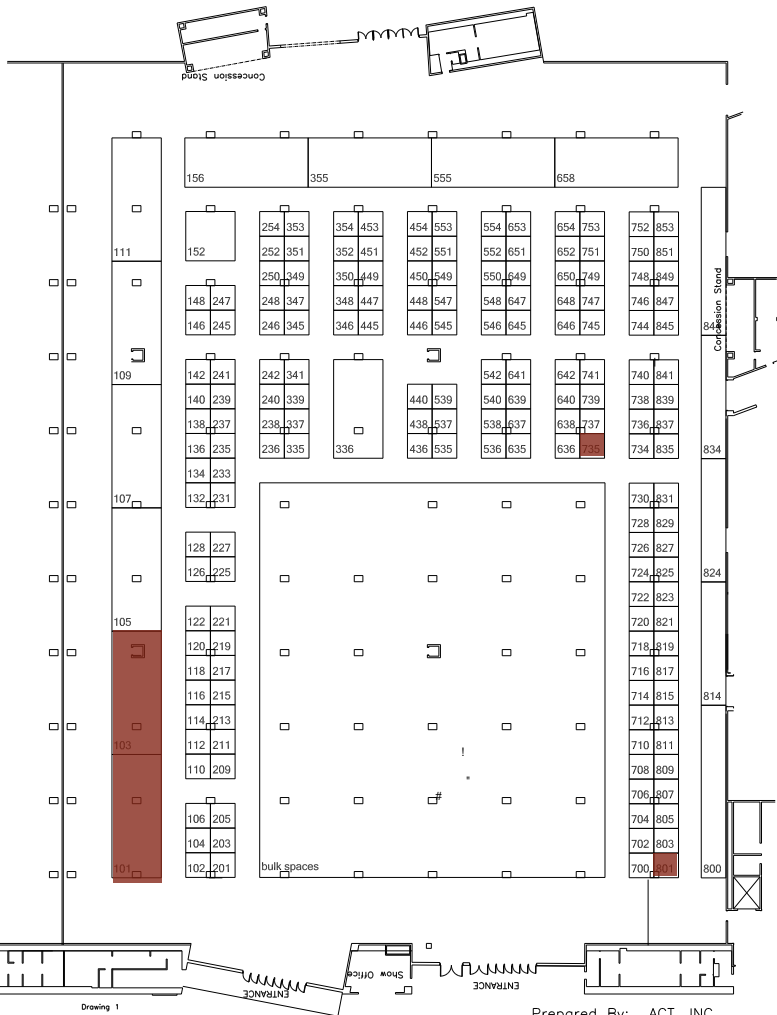 Concession Stand
156 355 555 658
111 152
254 353 354 453 454 553 554 653 654 753 752 853
252 351 352 451 452 551 552 651 652 751 750 851
250 349 350 449 450 549 550 649 650 749 748 849
148 247 248 347 348 447 448 547 548 647 648 747 746 847
146 245 246 345 346 445 446 545 546 645 646 745 744 845
Concession Stand
109
142 241 242 341 542 641 642 741 740 841
140 239 240 339 440 539 540 639 640 739 738 839
138 237 238 337 438 537 538 637 638 737 736 837
136 235 236 335 336 436 535 536 635 636 735 734 835 834
134 233
107 132 231 730 831
728 829
128 227 726 827
126 225 724 825 824
722 823
105 122 221 720 821
120 219 718 819
118 217 716 817
116 215 714 815 814
114 213 712 813
103 112 211 ! 710 811
110 209 * 708 809
# 706 807
106 205 704 805
104 203 702 803
101 102 201 bulk spaces 700 801 800
ENTRANCE Show Office ENTRANCE
Drawing 1
Prepared By: ACT, INC